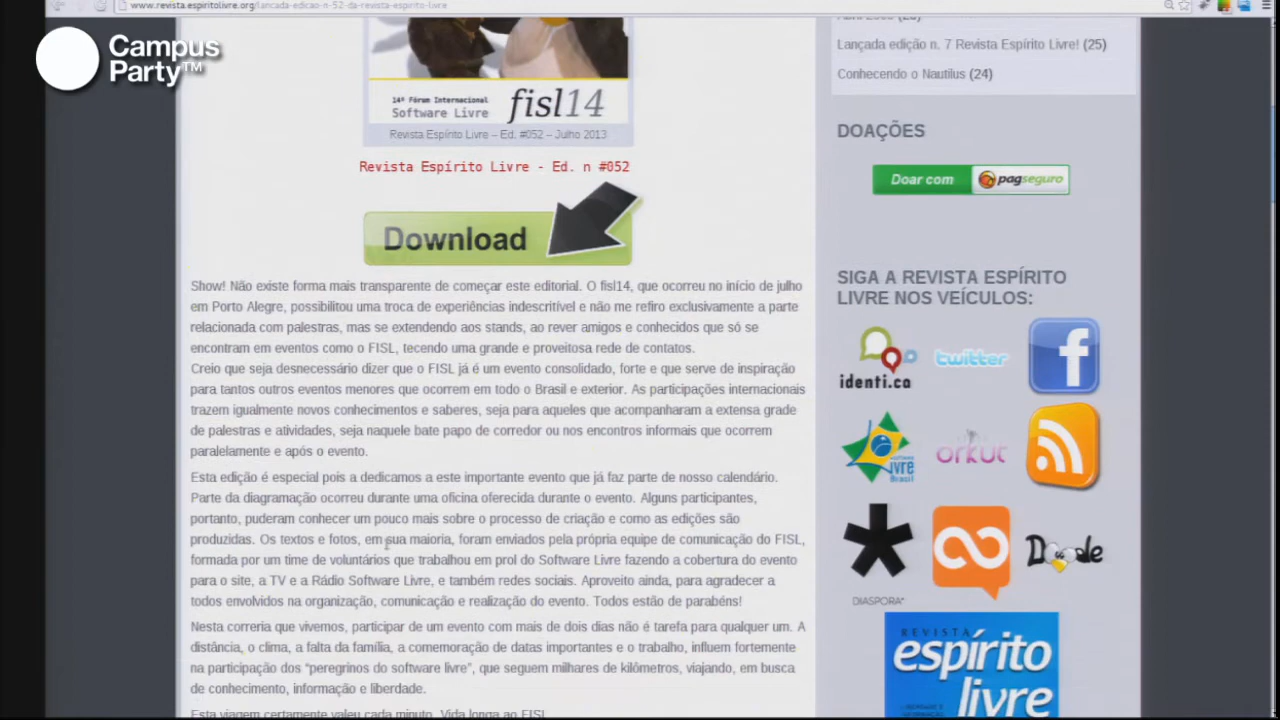 www.revista.espiritolivre.org/lancada-edicao-n-52-da-revista-espirito-livre
Campus
Party™
14º Fórum Internacional
Software Livre
fisl14
Revista Espírito Livre – Ed. #052 – Julho 2013
Revista Espírito Livre - Ed. n #052
Download
Show! Não existe forma mais transparente de começar este editorial. O fisl14, que ocorreu no início de julho
em Porto Alegre, possibilitou uma troca de experiências indescritível e não me refiro exclusivamente a parte
relacionada com palestras, mas se extendendo aos stands, ao rever amigos e conhecidos que só se
encontram em eventos como o FISL, tecendo uma grande e proveitosa rede de contatos.
Creio que seja desnecessário dizer que o FISL já é um evento consolidado, forte e que serve de inspiração
para tantos outros eventos menores que ocorrem em todo o Brasil e exterior. As participações internacionais
trazem igualmente novos conhecimentos e saberes, seja para aqueles que acompanharam a extensa grade
de palestras e atividades, seja naquele bate papo de corredor ou nos encontros informais que ocorrem
paralelamente e após o evento.
Esta edição é especial pois a dedicamos a este importante evento que já faz parte de nosso calendário.
Parte da diagramação ocorreu durante uma oficina oferecida durante o evento. Alguns participantes,
portanto, puderam conhecer um pouco mais sobre o processo de criação e como as edições são
produzidas. Os textos e fotos, em sua maioria, foram enviados pela própria equipe de comunicação do FISL,
formada por um time de voluntários que trabalhou em prol do Software Livre fazendo a cobertura do evento
para o site, a TV e a Rádio Software Livre, e também redes sociais. Aproveito ainda, para agradecer a
todos envolvidos na organização, comunicação e realização do evento. Todos estão de parabéns!
Nesta correria que vivemos, participar de um evento com mais de dois dias não é tarefa para qualquer um. A
distância, o clima, a falta da família, a comemoração de datas importantes e o trabalho, influem fortemente
na participação dos “peregrinos do software livre”, que seguem milhares de kilômetros, viajando, em busca
de conhecimento, informação e liberdade.
Esta viagem certamente valeu cada minuto. Vida longa ao FISL
Lançada edição n. 7 Revista Espírito Livre! (25)
Conhecendo o Nautilus (24)
DOAÇÕES
Doar com pagseguro
SIGA A REVISTA ESPÍRITO
LIVRE NOS VEÍCULOS:
identi.ca
twitter
f
Livre
Brasil
orkut
DIASPORA*
Doodle
REVISTA
espírito
livre